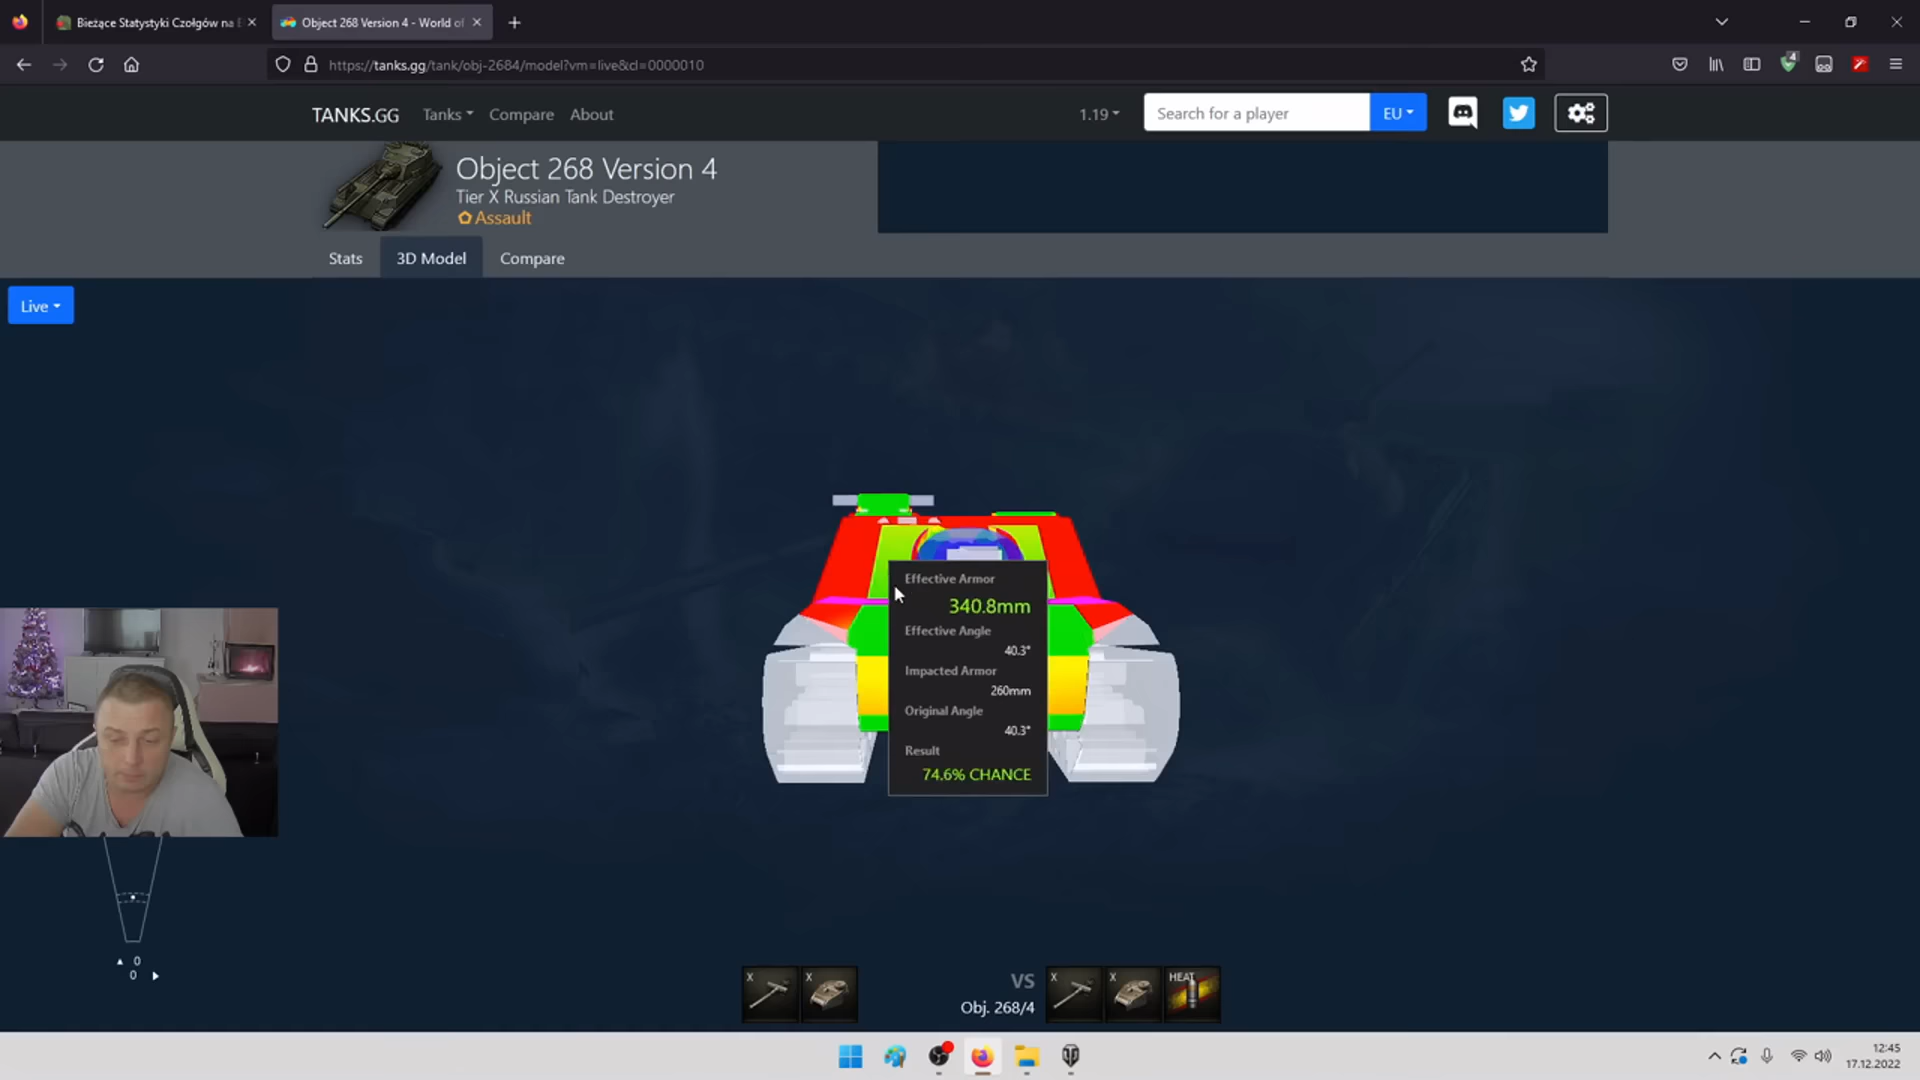 Bieżące Statystyki Czołgów na
Object 268 Version 4 - World of
https://tanks.gg/tank/obj-2684/model?vm=live&cl=0000010
4
TANKS.GG
Tanks
Compare
About
1.19
Search for a player
EU
Object 268 Version 4
Tier X Russian Tank Destroyer
Assault
Stats
3D Model
Compare
Live
Effective Armor
340.8mm
Effective Angle
40.3°
Impacted Armor
260mm
Original Angle
40.3°
Result
74.6% CHANCE
0
0
X
X
VS
Obj. 268/4
X
X
HEAT
12:45
17.12.2022